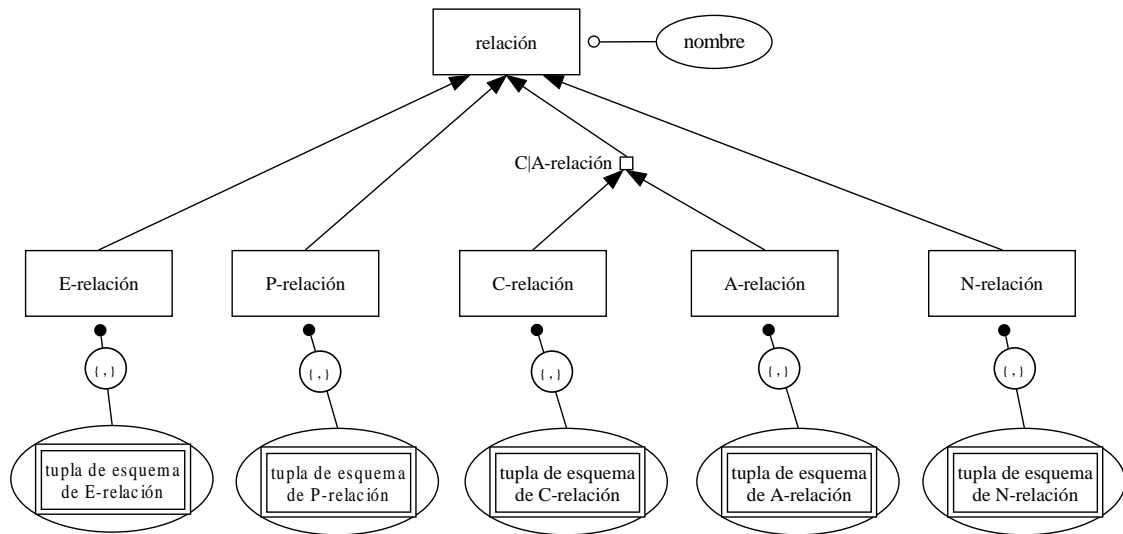 relación
nombre
C|A-relación
E-relación
P-relación
C-relación
A-relación
N-relación
{ , }
{ , }
{ , }
{ , }
{ , }
tupla de esquema
de E-relación
tupla de esquema
de P-relación
tupla de esquema
de C-relación
tupla de esquema
de A-relación
tupla de esquema
de N-relación